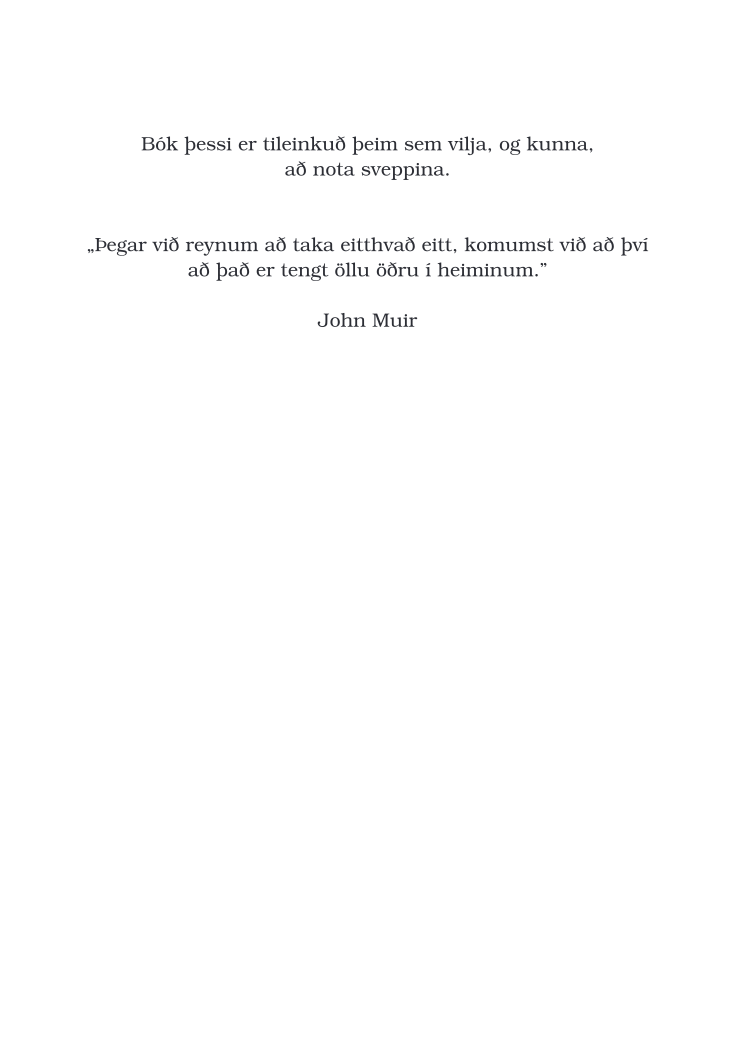 Bók þessi er tileinkuð þeim sem vilja, og kunna,
að nota sveppina.
„Þegar við reynum að taka eitthvað eitt, komumst við að því
að það er tengt öllu öðru í heiminum.”
John Muir